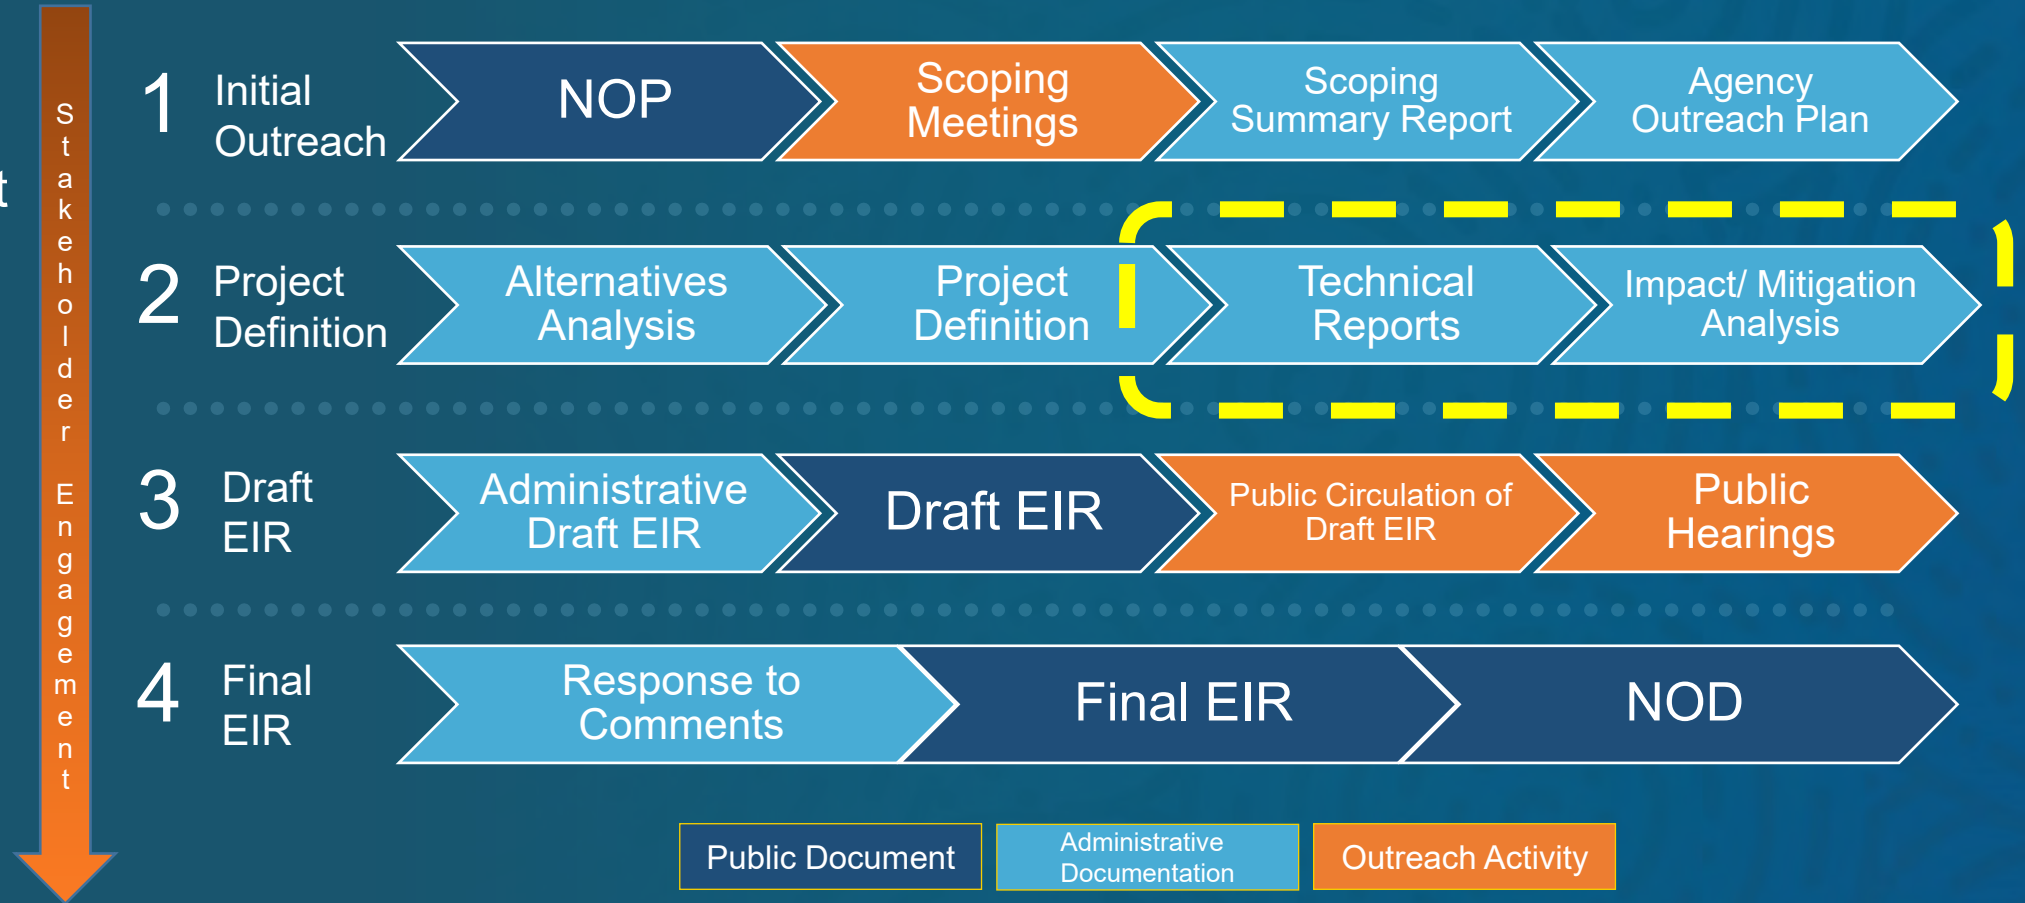 Stakeholder Engagement
t
1
Initial
Outreach
NOP
Scoping
Meetings
Scoping
Summary Report
Agency
Outreach Plan
2
Project
Definition
Alternatives
Analysis
Project
Definition
Technical
Reports
Impact/ Mitigation
Analysis
3
Draft
EIR
Administrative
Draft EIR
Draft EIR
Public Circulation of
Draft EIR
Public
Hearings
4
Final
EIR
Response to
Comments
Final EIR
NOD
Public Document
Administrative
Documentation
Outreach Activity